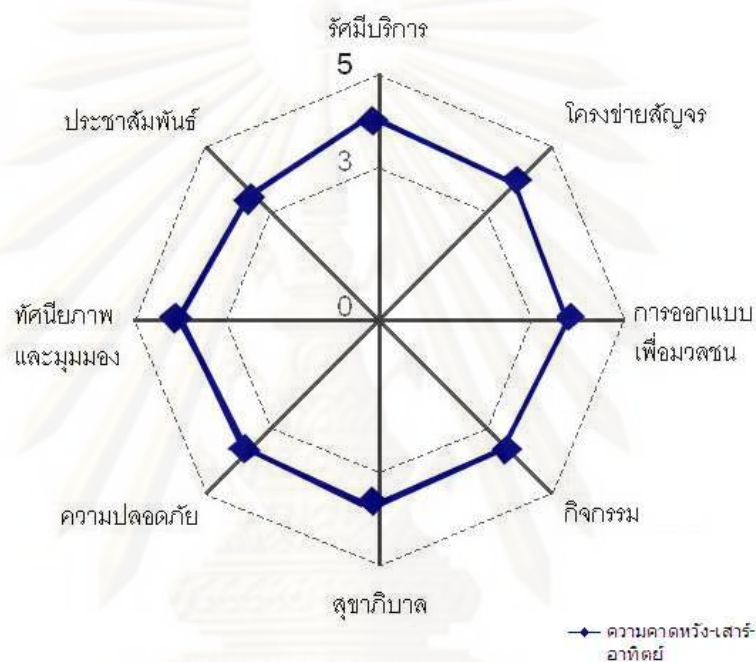 รัศมีบริการ
5
ประชาสัมพันธ์
โครงข่ายสัญจร
3
0
ทัศนียภาพ
และมุมมอง
การออกแบบ
เพื่อมวลชน
ความปลอดภัย
กิจกรรม
สุขาภิบาล
ความคาดหวัง-เสาร์-
อาทิตย์